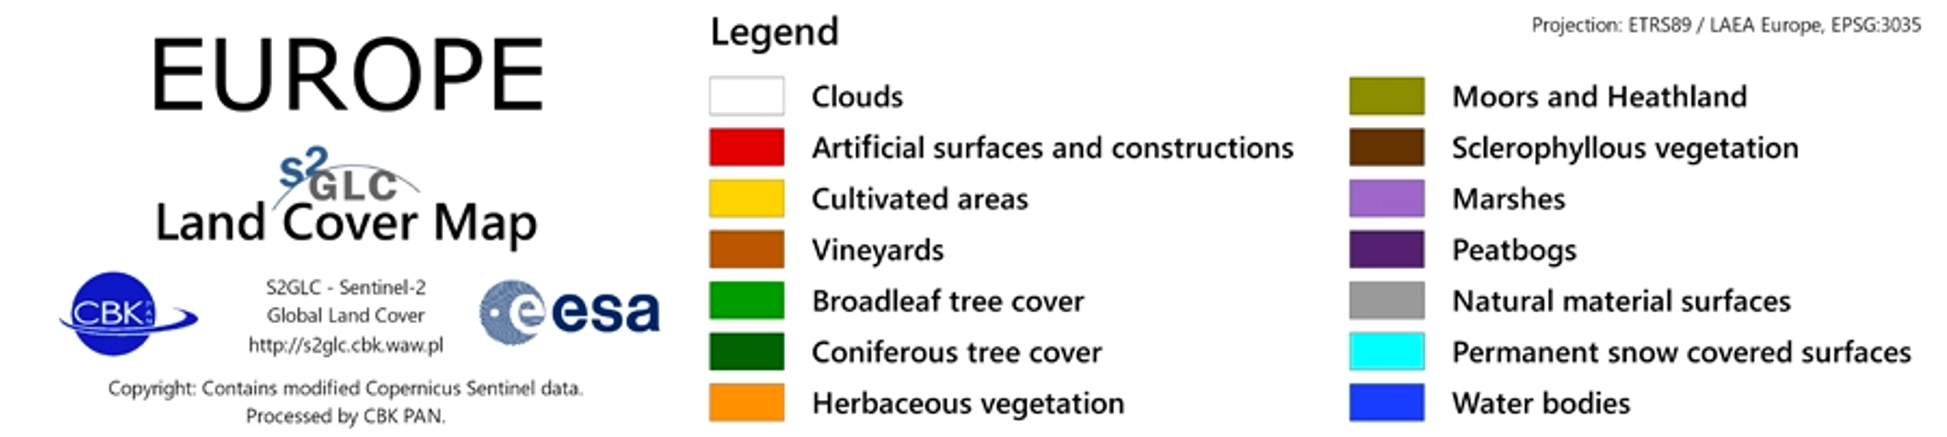 EUROPE
S2
GLC
Land Cover Map
CBK
PAN
S2GLC - Sentinel-2
Global Land Cover
http://s2glc.cbk.waw.pl
esa
Copyright: Contains modified Copernicus Sentinel data.
Processed by CBK PAN.
Legend
Clouds
Artificial surfaces and constructions
Cultivated areas
Vineyards
Broadleaf tree cover
Coniferous tree cover
Herbaceous vegetation
Projection: ETRS89 / LAEA Europe, EPSG:3035
Moors and Heathland
Sclerophyllous vegetation
Marshes
Peatbogs
Natural material surfaces
Permanent snow covered surfaces
Water bodies